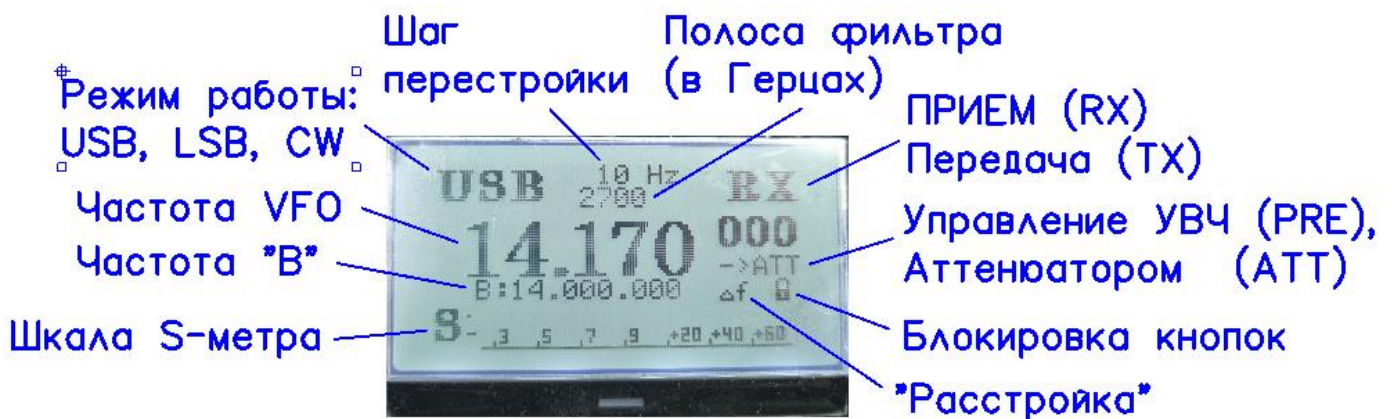 Шаг
перестройки
Полоса фильтра
(в Герцах)
Режим работы:
USB, LSB, CW
ПРИЕМ (RX)
Передача (TX)
Частота VFO
Частота "B"
Управление УВЧ (PRE),
Аттенюатором (ATT)
Шкала S-метра
Блокировка кнопок
"Расстройка"
USB
10 Hz
2700
RX
14.170
000
->ATT
B:14.000.000
△f
S
,3 ,5 ,7 ,9 ,+20 ,+40 ,+60